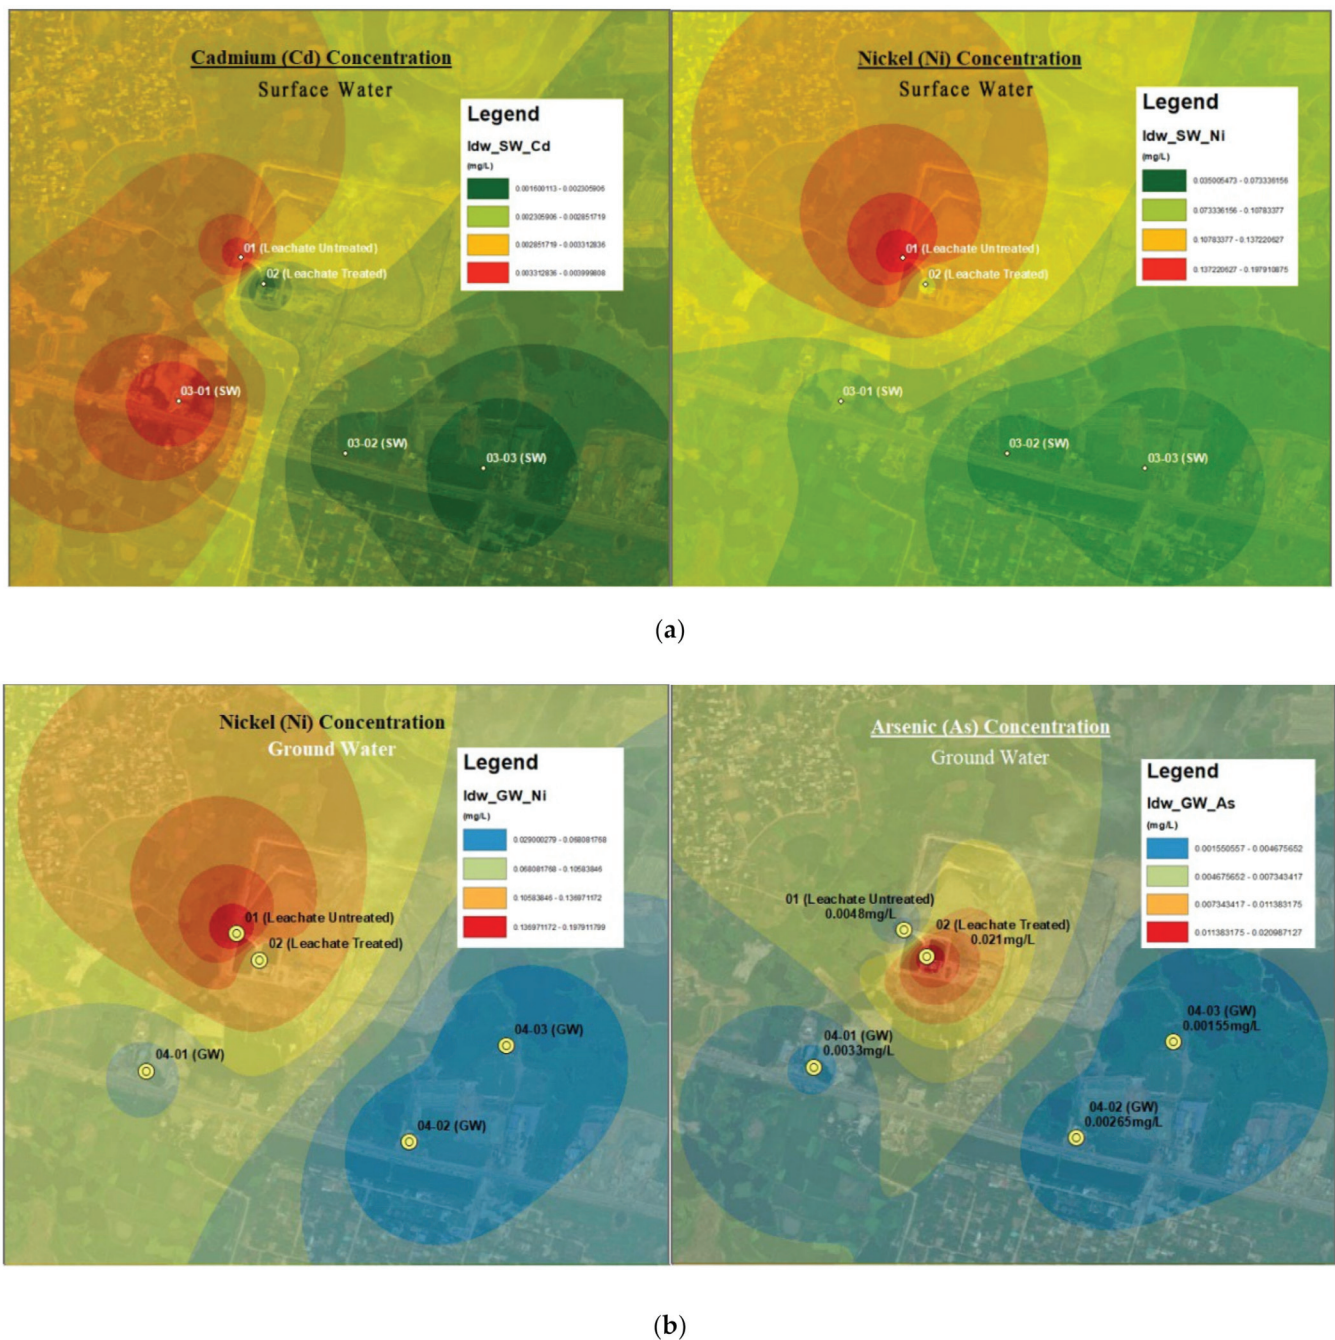 Cadmium (Cd) Concentration
Surface Water
Legend
Idw_SW_Cd
(mg/L)
0.001600113 - 0.002305906
0.002305906 - 0.002851719
0.002851719 - 0.003312836
0.003312836 - 0.003999808
01 (Leachate Untreated)
02 (Leachate Treated)
03-01 (SW)
03-02 (SW)
03-03 (SW)
Nickel (Ni) Concentration
Surface Water
Legend
Idw_SW_Ni
(mg/L)
0.035005473 - 0.073336156
0.073336156 - 0.10783377
0.10783377 - 0.137220627
0.137220627 - 0.197910875
01 (Leachate Untreated)
02 (Leachate Treated)
03-01 (SW)
03-02 (SW)
03-03 (SW)
(a)
Nickel (Ni) Concentration
Ground Water
Legend
Idw_GW_Ni
(mg/L)
0.029000279 - 0.068081768
0.068081768 - 0.10583846
0.10583846 - 0.136971172
0.136971172 - 0.197911799
01 (Leachate Untreated)
02 (Leachate Treated)
04-03 (GW)
04-01 (GW)
04-02 (GW)
Arsenic (As) Concentration
Ground Water
Legend
Idw_GW_As
(mg/L)
0.001550557 - 0.004675652
0.004675652 - 0.007343417
0.007343417 - 0.011383175
0.011383175 - 0.020987127
01 (Leachate Untreated)
0.0048mg/L
02 (Leachate Treated)
0.021mg/L
04-03 (GW)
0.00155mg/L
04-01 (GW)
0.0033mg/L
04-02 (GW)
0.00265mg/L
(b)